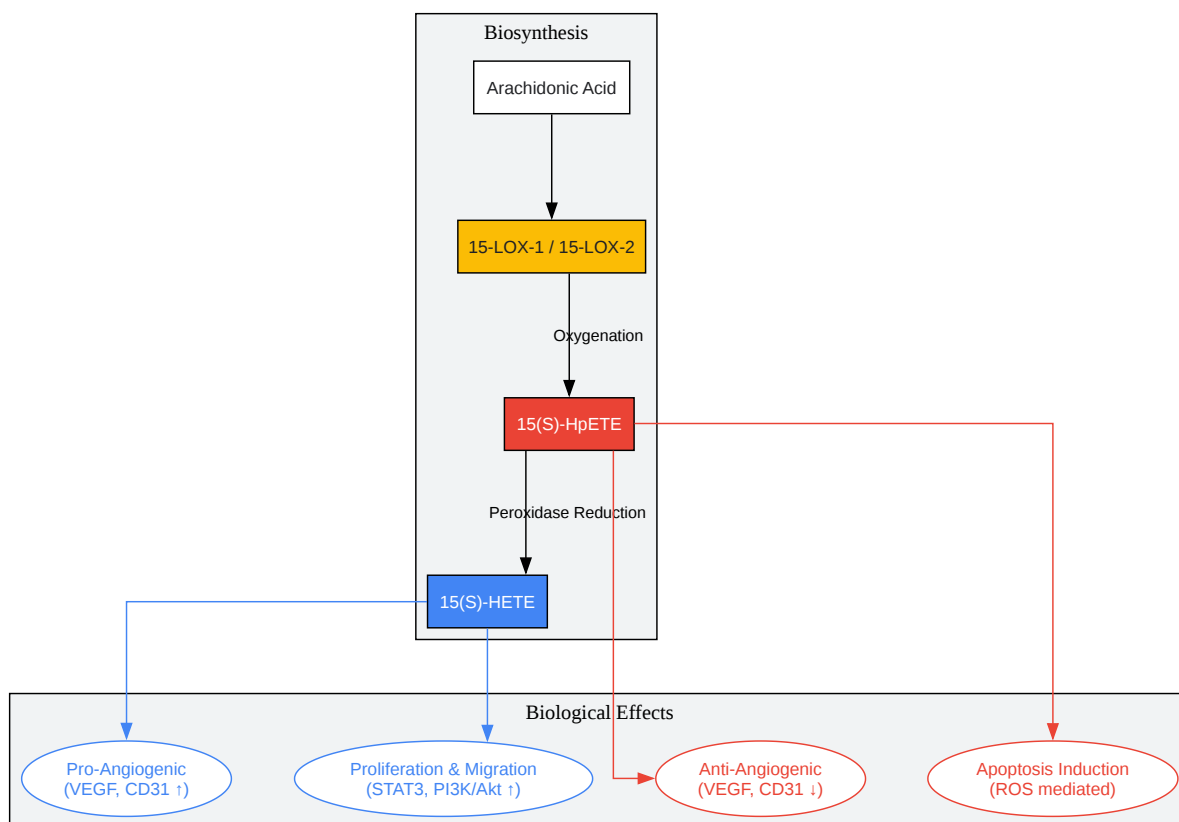 Biosynthesis
Arachidonic Acid
15-LOX-1 / 15-LOX-2
Oxygenation
15(S)-HpETE
Peroxidase Reduction
15(S)-HETE
Biological Effects
Pro-Angiogenic
(VEGF, CD31 ↑)
Proliferation & Migration
(STAT3, PI3K/Akt ↑)
Anti-Angiogenic
(VEGF, CD31 ↓)
Apoptosis Induction
(ROS mediated)